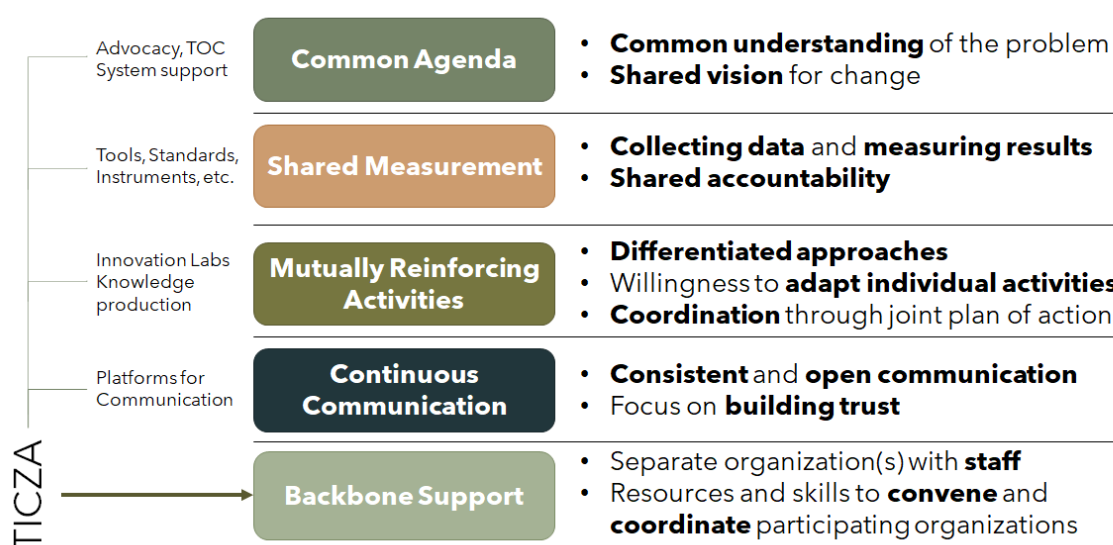 Advocacy, TOC
System support
Common Agenda
• Common understanding of the problem
• Shared vision for change
Tools, Standards,
Instruments, etc.
Shared Measurement
• Collecting data and measuring results
• Shared accountability
Innovation Labs
Knowledge
production
Mutually Reinforcing
Activities
• Differentiated approaches
• Willingness to adapt individual activities
• Coordination through joint plan of action
Platforms for
Communication
Continuous
Communication
• Consistent and open communication
• Focus on building trust
TICZA
Backbone Support
• Separate organization(s) with staff
• Resources and skills to convene and
coordinate participating organizations